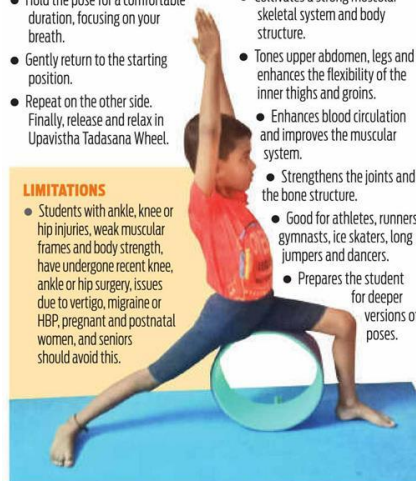 Hold the pose for a comfortable
duration, focusing on your
breath.
● Gently return to the starting
position.
● Repeat on the other side.
Finally, release and relax in
Upavistha Tadasana Wheel.
LIMITATIONS
● Students with ankle, knee or
hip injuries, weak muscular
frames and body strength,
have undergone recent knee,
ankle or hip surgery, issues
due to vertigo, migraine or
HBP, pregnant and postnatal
women, and seniors
should avoid this.
skeletal system and body
structure.
● Tones upper abdomen, legs and
enhances the flexibility of the
inner thighs and groins.
● Enhances blood circulation
and improves the muscular
system.
● Strengthens the joints and
the bone structure.
● Good for athletes, runners
gymnasts, ice skaters, long
jumpers and dancers.
● Prepares the student
for deeper
versions o
poses.